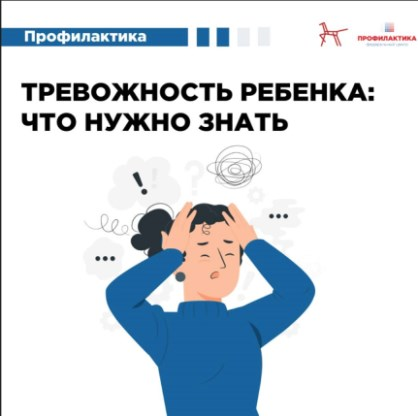 Профилактика
ПРОФИЛАКТИКА
ТРЕВОЖНОСТЬ РЕБЕНКА:
ЧТО НУЖНО ЗНАТЬ